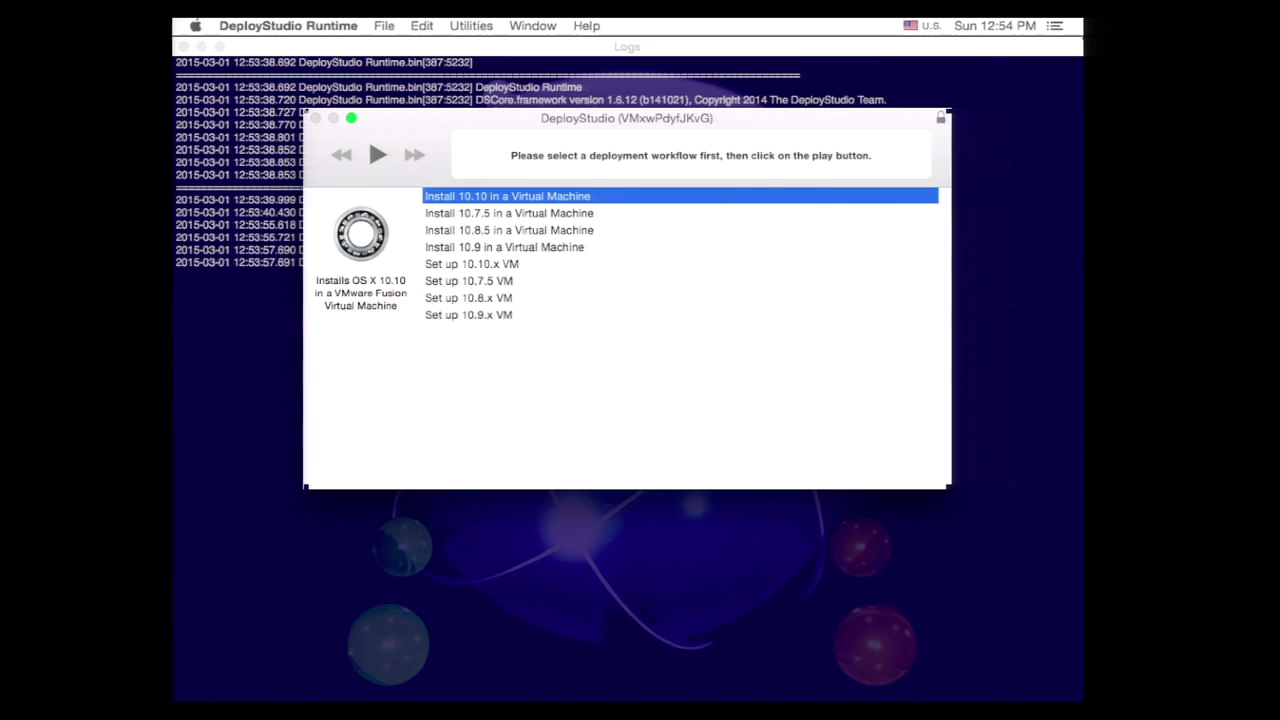 DeployStudio Runtime File Edit Utilities Window Help U.S. Sun 12:54 PM
Logs
2015-03-01 12:53:38.692 DeployStudio Runtime.bin[387:5232]
2015-03-01 12:53:38.692 DeployStudio Runtime.bin[387:5232] DeployStudio Runtime
2015-03-01 12:53:38.720 DeployStudio Runtime.bin[387:5232] DSCore.framework version 1.6.12 (b141021), Copyright 2014 The DeployStudio Team.
2015-03-01 12:53:38.727 D
2015-03-01 12:53:38.770 D
2015-03-01 12:53:38.801 D
2015-03-01 12:53:38.852 D
2015-03-01 12:53:38.853 D
2015-03-01 12:53:38.853 D
2015-03-01 12:53:39.999 D
2015-03-01 12:53:40.430 D
2015-03-01 12:53:55.618 D
2015-03-01 12:53:55.721 D
2015-03-01 12:53:57.690 D
2015-03-01 12:53:57.691 D
DeployStudio (VMxwPdyfJKvG)
Please select a deployment workflow first, then click on the play button.
Installs OS X 10.10
in a VMware Fusion
Virtual Machine
Install 10.10 in a Virtual Machine
Install 10.7.5 in a Virtual Machine
Install 10.8.5 in a Virtual Machine
Install 10.9 in a Virtual Machine
Set up 10.10.x VM
Set up 10.7.5 VM
Set up 10.8.x VM
Set up 10.9.x VM